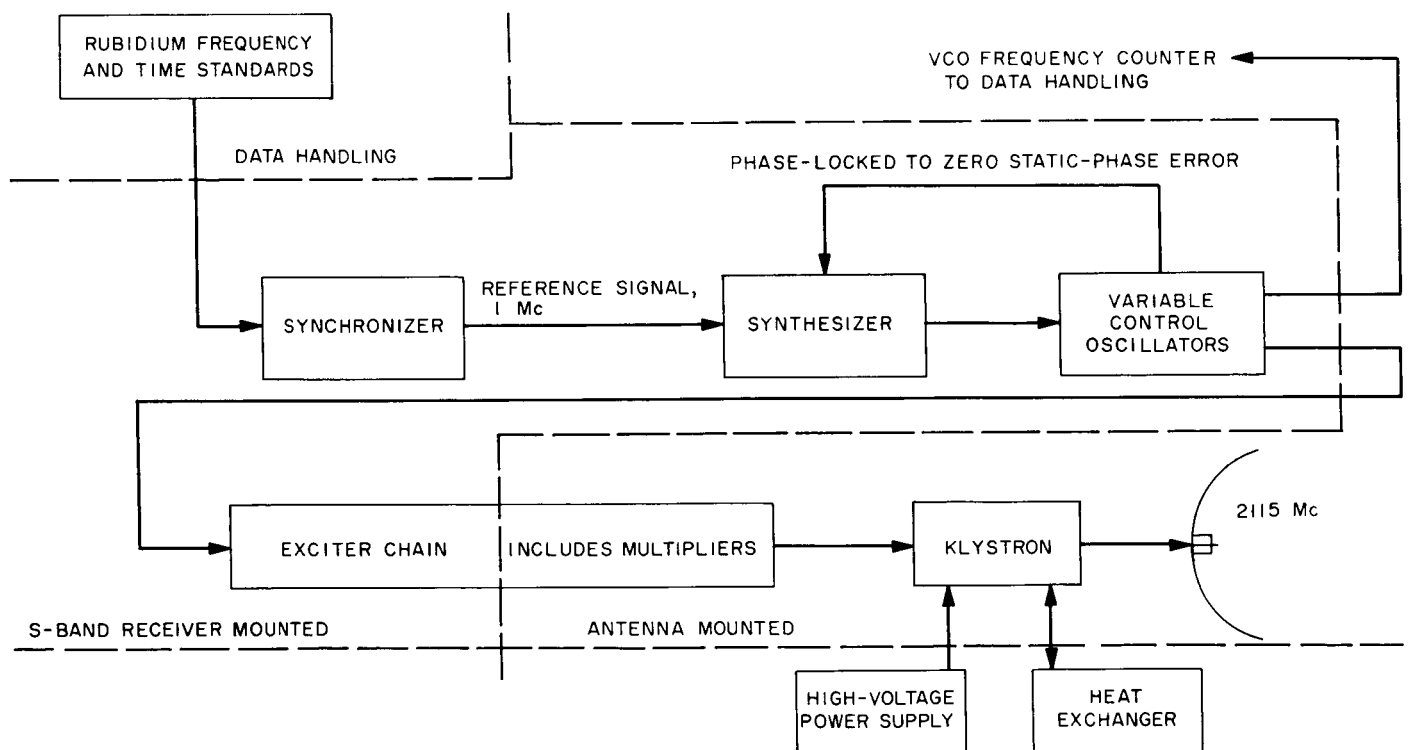 RUBIDIUM FREQUENCY
AND TIME STANDARDS
VCO FREQUENCY COUNTER
TO DATA HANDLING
DATA HANDLING
PHASE-LOCKED TO ZERO STATIC-PHASE ERROR
SYNCHRONIZER
REFERENCE SIGNAL,
1 Mc
SYNTHESIZER
VARIABLE
CONTROL
OSCILLATORS
EXCITER CHAIN
INCLUDES MULTIPLIERS
KLYSTRON
2115 Mc
S-BAND RECEIVER MOUNTED
ANTENNA MOUNTED
HIGH-VOLTAGE
POWER SUPPLY
HEAT
EXCHANGER